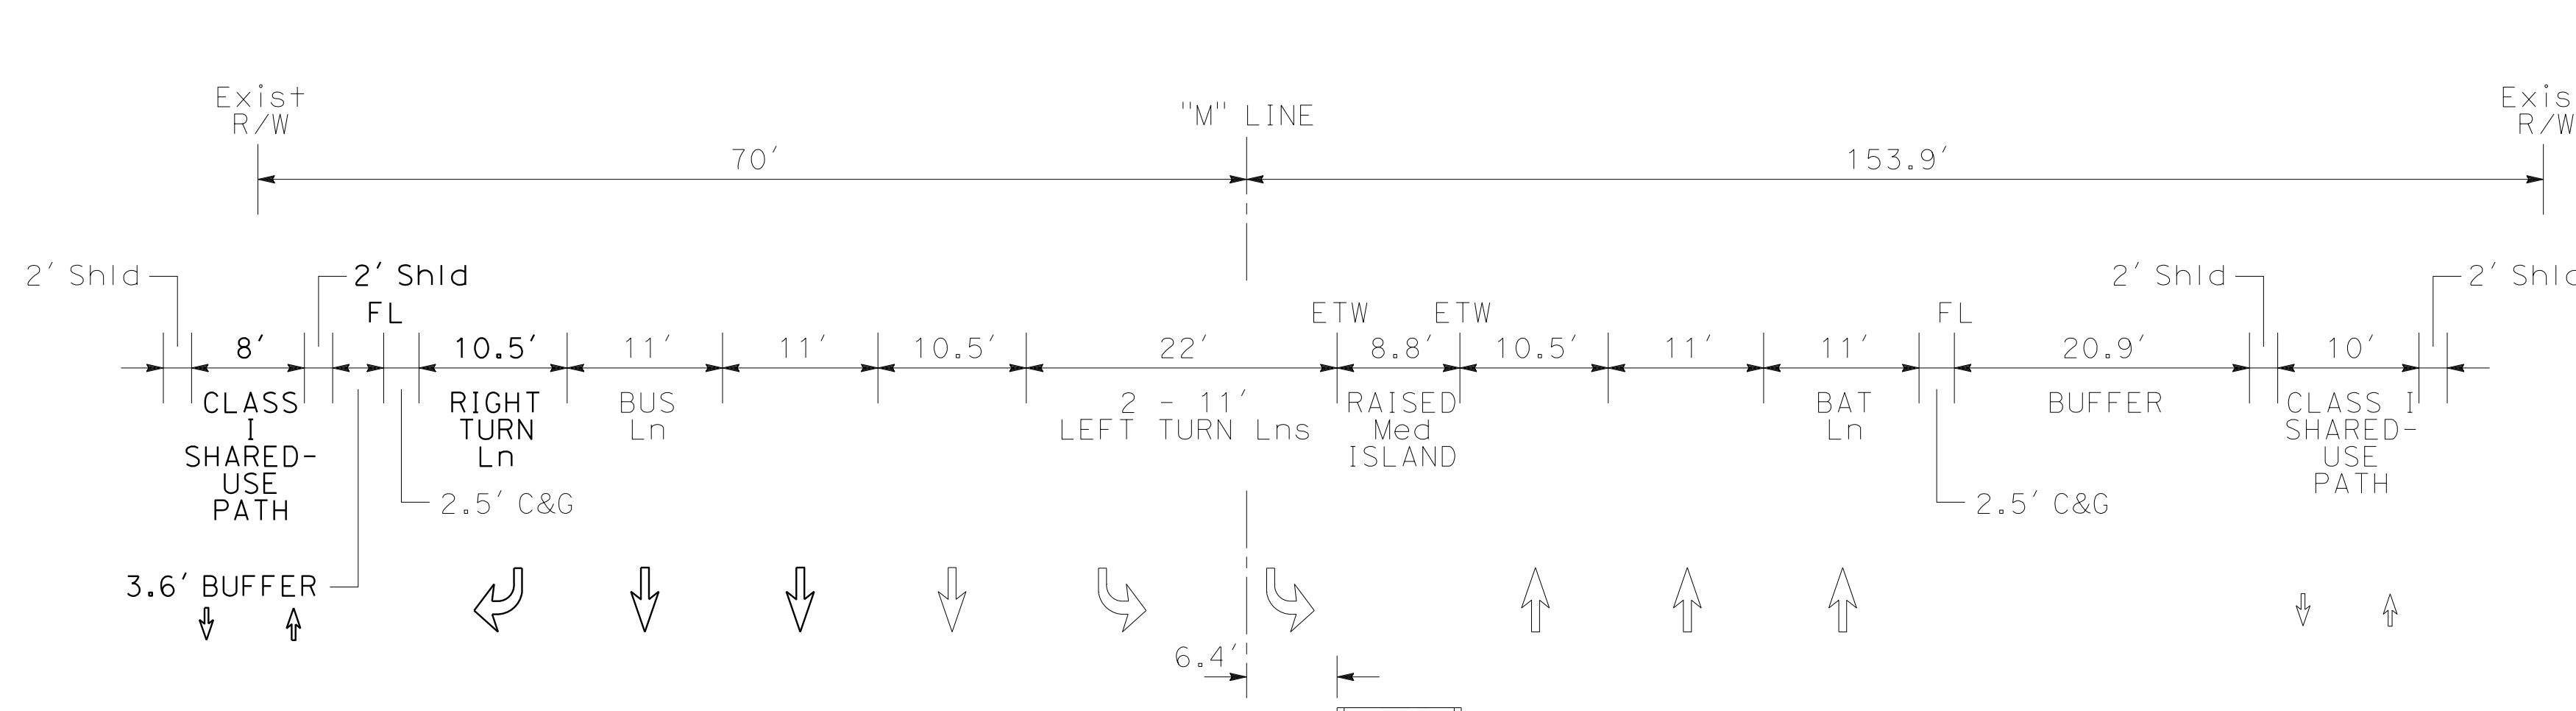 Exist
R/W
"M" LINE
Exis
R/W
70'
153.9'
2' Shld
2' Shld
2' Shld
2' Shld
FL
ETW
ETW
FL
8'
10.5'
11'
11'
10.5'
22'
8.8'
10.5'
11'
11'
20.9'
10'
CLASS
I
SHARED-
USE
PATH
RIGHT
TURN
Ln
BUS
Ln
2 - 11'
LEFT TURN Lns
RAISED
Med
ISLAND
BAT
Ln
BUFFER
CLASS I
SHARED-
USE
PATH
2.5' C&G
2.5' C&G
3.6' BUFFER
6.4'